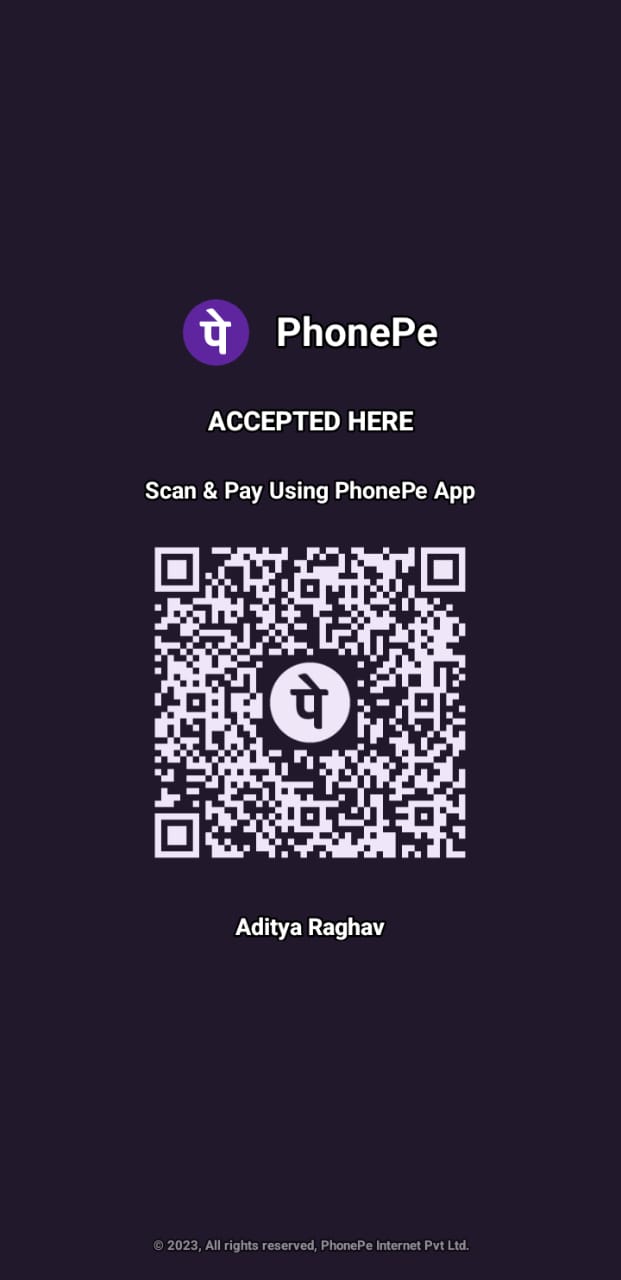 पे PhonePe
ACCEPTED HERE
Scan & Pay Using PhonePe App
पे
Aditya Raghav
© 2023, All rights reserved, PhonePe Internet Pvt Ltd.